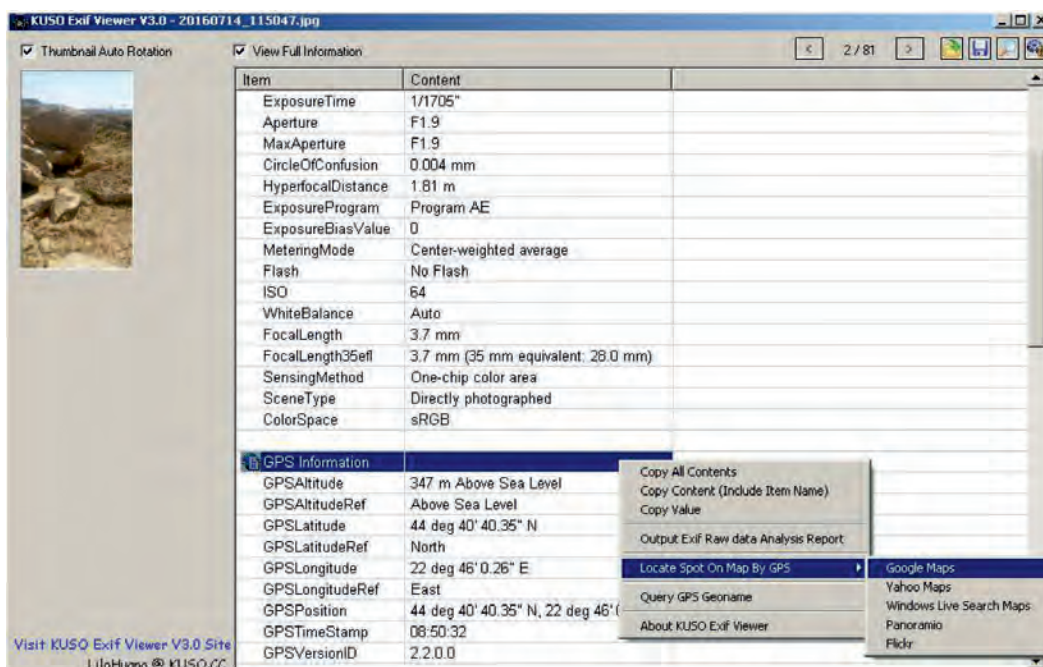 KUSO Exif Viewer V3.0 - 20160714_115047.jpg
Thumbnail Auto Rotation
View Full Information
< 2 / 81 >
Item Content
ExposureTime 1/1705"
Aperture F1.9
MaxAperture F1.9
CircleOfConfusion 0.004 mm
HyperfocalDistance 1.81 m
ExposureProgram Program AE
ExposureBiasValue 0
MeteringMode Center-weighted average
Flash No Flash
ISO 64
WhiteBalance Auto
FocalLength 3.7 mm
FocalLength35efl 3.7 mm (35 mm equivalent: 28.0 mm)
SensingMethod One-chip color area
SceneType Directly photographed
ColorSpace sRGB
GPS Information
GPSAltitude 347 m Above Sea Level
GPSAltitudeRef Above Sea Level
GPSLatitude 44 deg 40' 40.35" N
GPSLatitudeRef North
GPSLongitude 22 deg 46' 0.26" E
GPSLongitudeRef East
GPSPosition 44 deg 40' 40.35" N, 22 deg 46'
GPSTimeStamp 08:50:32
GPSVersionID 2.2.0.0
Copy All Contents
Copy Content (Include Item Name)
Copy Value
Output Exif Raw data Analysis Report
Locate Spot On Map By GPS
Query GPS Geoname
About KUSO Exif Viewer
Google Maps
Yahoo Maps
Windows Live Search Maps
Panoramio
Flickr
Visit KUSO Exif Viewer V3.0 Site
@ KUSO.CC